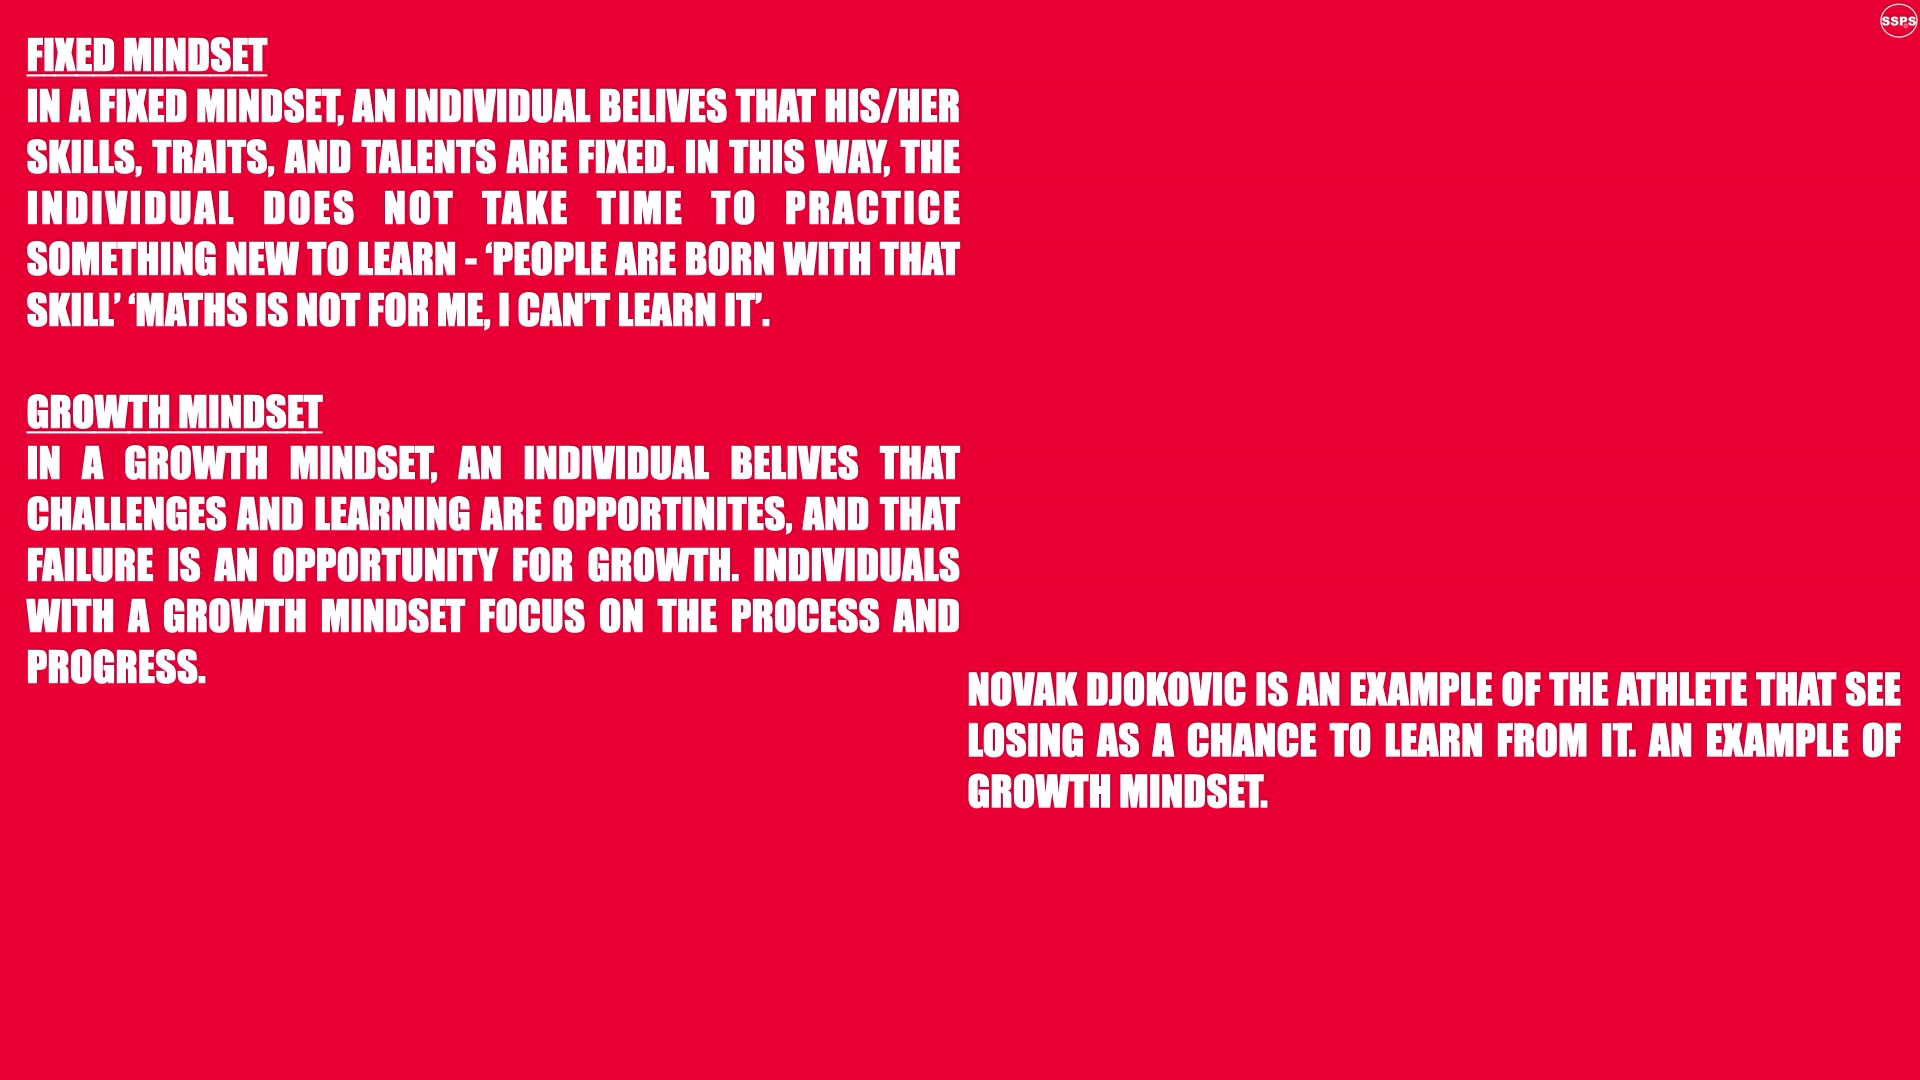 SSPS
FIXED MINDSET
IN A FIXED MINDSET, AN INDIVIDUAL BELIVES THAT HIS/HER
SKILLS, TRAITS, AND TALENTS ARE FIXED. IN THIS WAY, THE
INDIVIDUAL DOES NOT TAKE TIME TO PRACTICE
SOMETHING NEW TO LEARN - ‘PEOPLE ARE BORN WITH THAT
SKILL’ ‘MATHS IS NOT FOR ME, I CAN’T LEARN IT’.
GROWTH MINDSET
IN A GROWTH MINDSET, AN INDIVIDUAL BELIVES THAT
CHALLENGES AND LEARNING ARE OPPORTINITES, AND THAT
FAILURE IS AN OPPORTUNITY FOR GROWTH. INDIVIDUALS
WITH A GROWTH MINDSET FOCUS ON THE PROCESS AND
PROGRESS.
NOVAK DJOKOVIC IS AN EXAMPLE OF THE ATHLETE THAT SEE
LOSING AS A CHANCE TO LEARN FROM IT. AN EXAMPLE OF
GROWTH MINDSET.